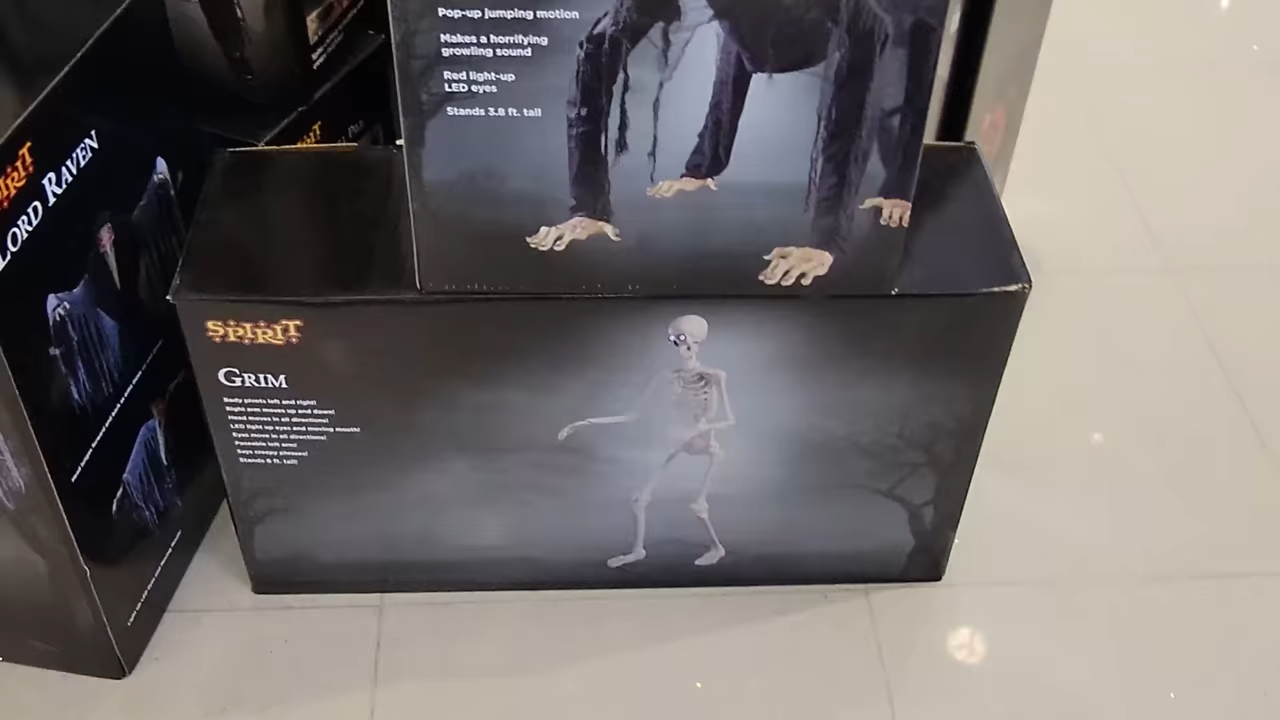 Pop-up jumping motion
Makes a horrifying
growling sound
Red light-up
LED eyes
Stands 3.8 ft. tall
SPIRIT
LORD RAVEN
SPIRIT
GRIM
Body pivots left and right!
Right arm moves up and down!
Head moves in all directions!
LED light up eyes and moving mouth!
Eyes move in all directions!
Poseable left arm!
Says creepy phrases!
Stands 6 ft. tall!